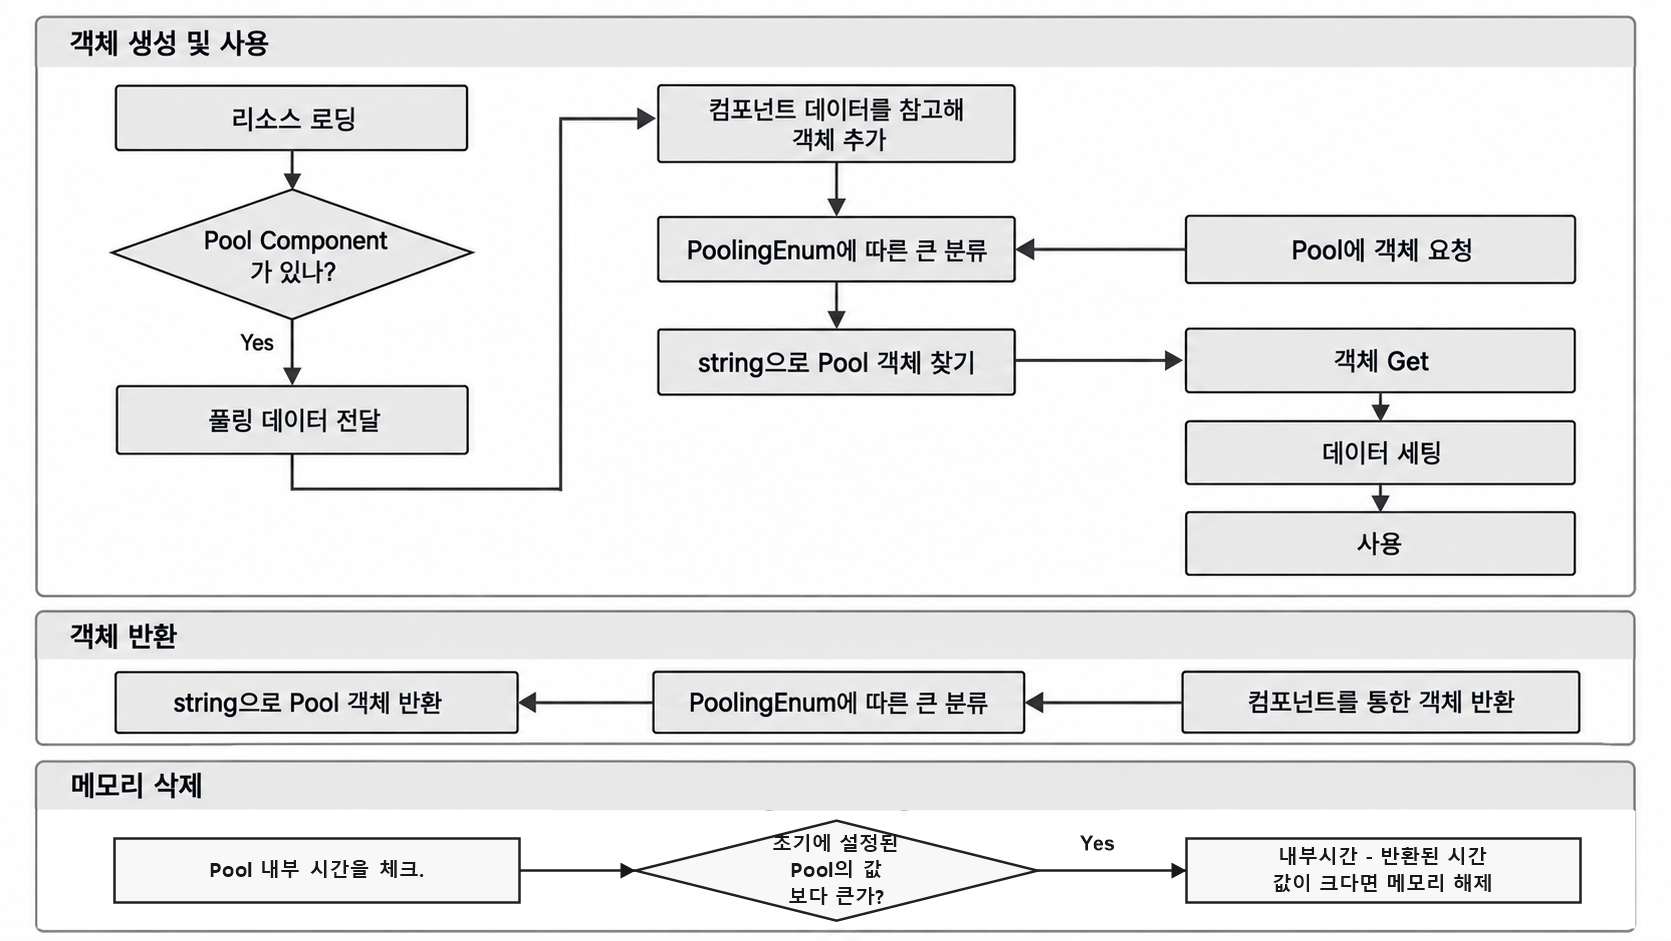 객체 생성 및 사용
리소스 로딩
Pool Component
가 있나?
Yes
풀링 데이터 전달
컴포넌트 데이터를 참고해
객체 추가
PoolingEnum에 따른 큰 분류
string으로 Pool 객체 찾기
Pool에 객체 요청
객체 Get
데이터 세팅
사용
객체 반환
string으로 Pool 객체 반환
PoolingEnum에 따른 큰 분류
컴포넌트를 통한 객체 반환
메모리 삭제
Pool 내부 시간을 체크.
초기에 설정된
Pool의 값
보다 큰가?
Yes
내부시간 - 반환된 시간
값이 크다면 메모리 해제